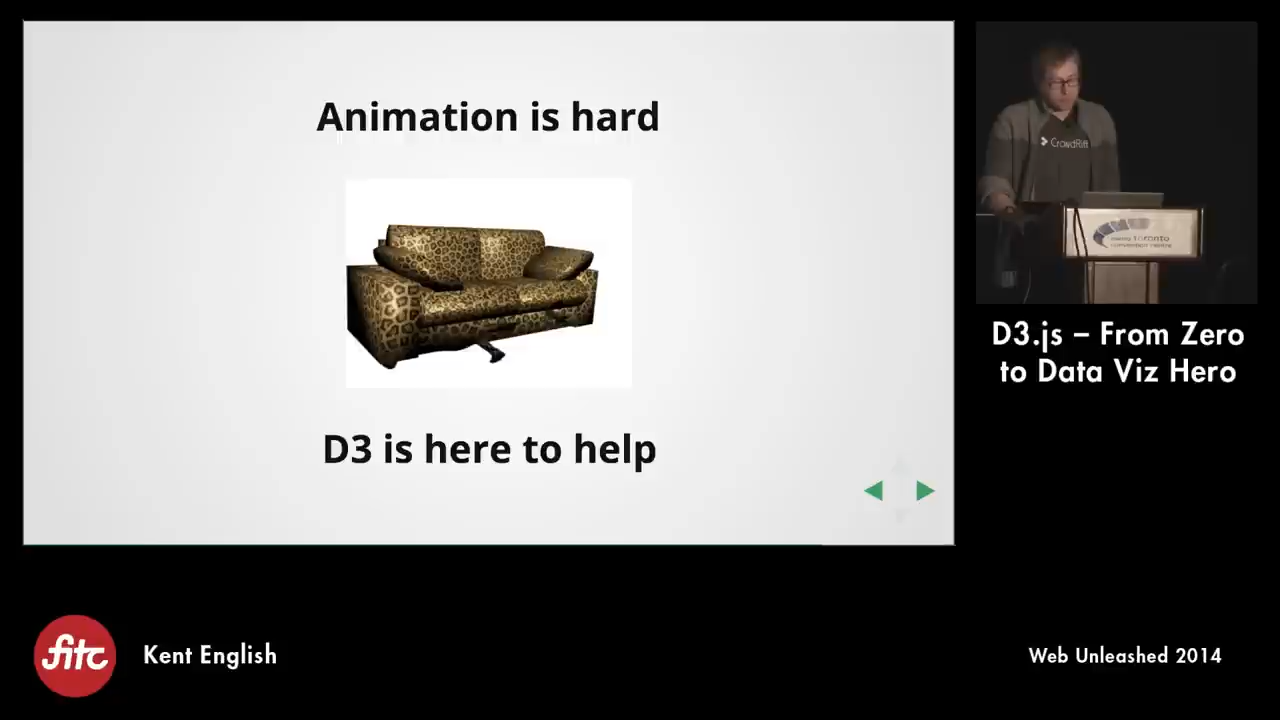 Animation is hard
D3 is here to help
CrowdRiff
D3.js – From Zero
to Data Viz Hero
fitc
Kent English
Web Unleashed 2014